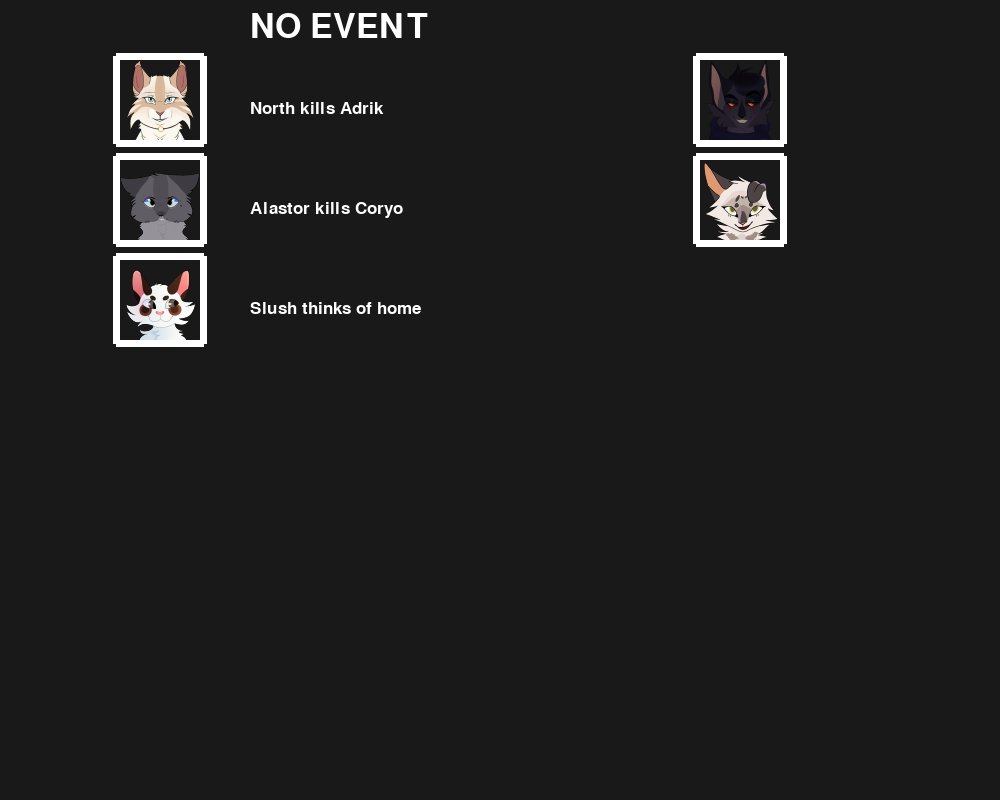 NO EVENT
North kills Adrik
Alastor kills Coryo
Slush thinks of home